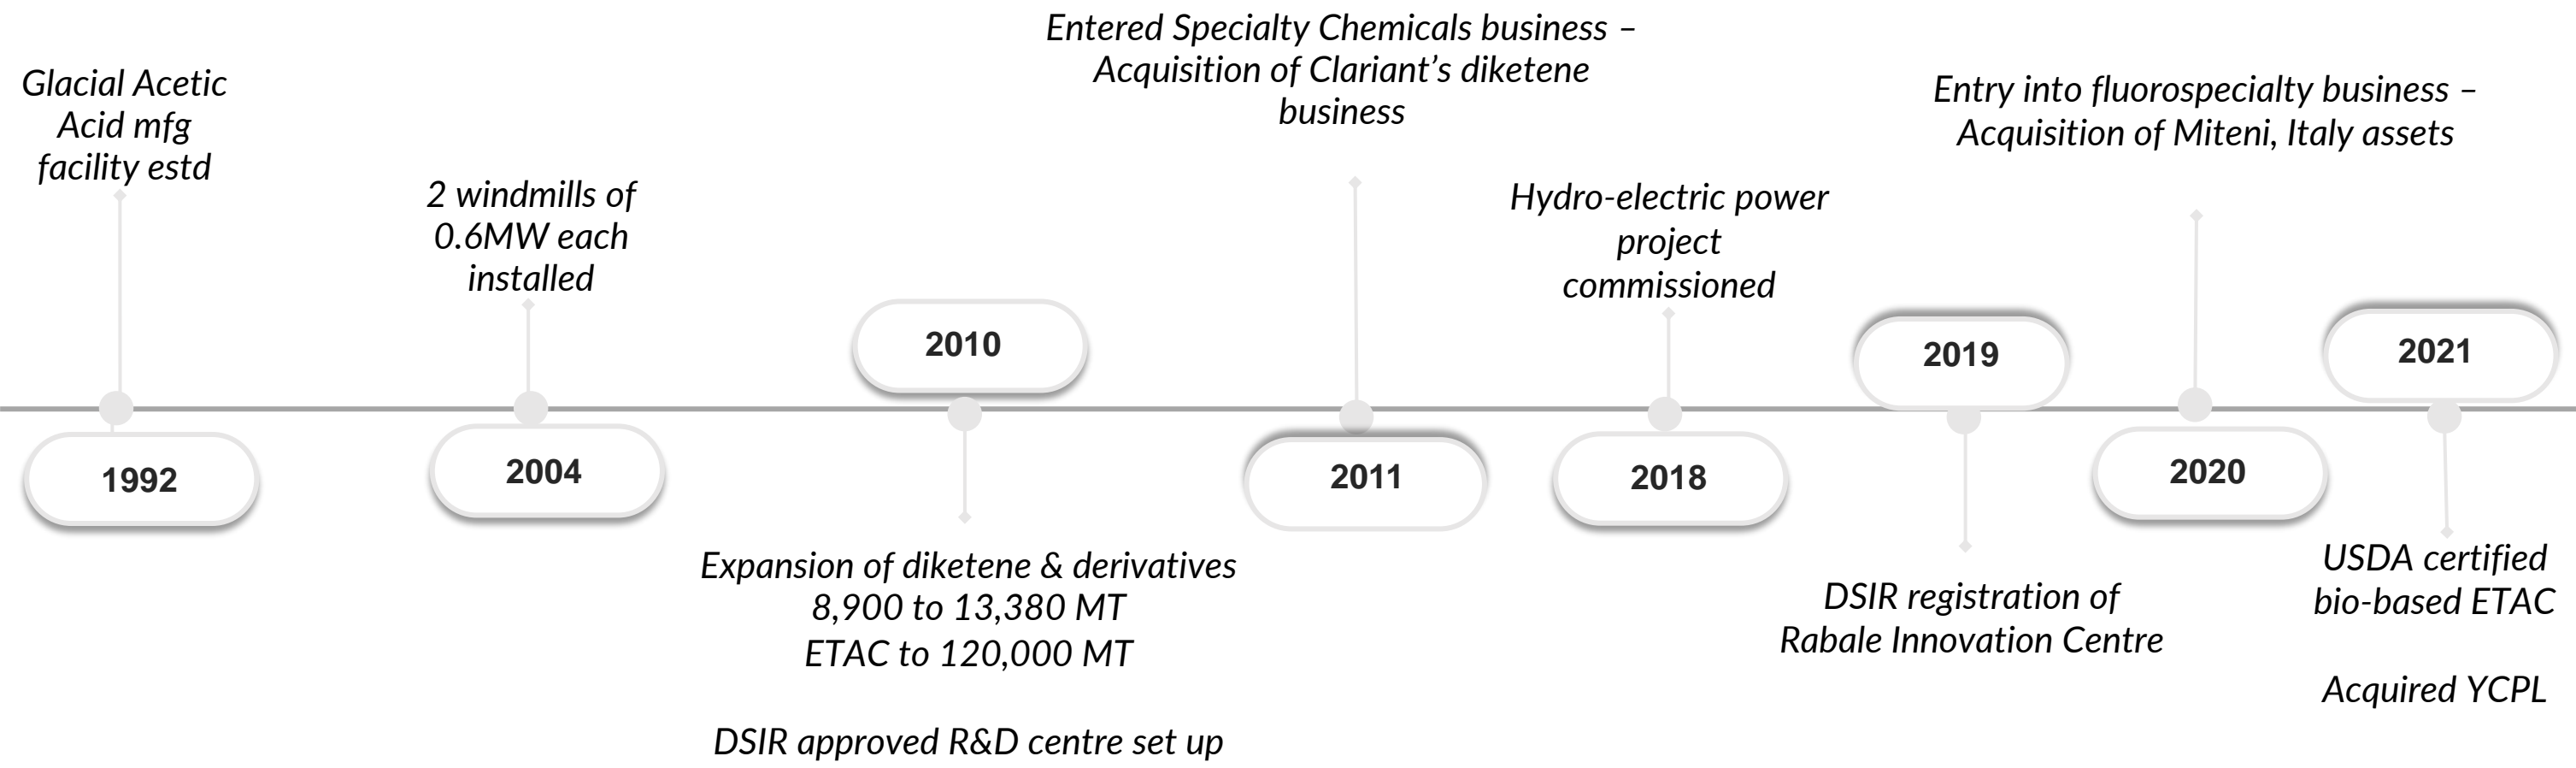 Glacial Acetic
Acid mfg
facility estd
1992
2 windmills of
0.6MW each
installed
2004
2010
Expansion of diketene & derivatives
8,900 to 13,380 MT
ETAC to 120,000 MT
DSIR approved R&D centre set up
Entered Specialty Chemicals business –
Acquisition of Clariant’s diketene
business
2011
Hydro-electric power
project
commissioned
2018
2019
DSIR registration of
Rabale Innovation Centre
Entry into fluorospecialty business –
Acquisition of Miteni, Italy assets
2020
2021
USDA certified
bio-based ETAC
Acquired YCPL